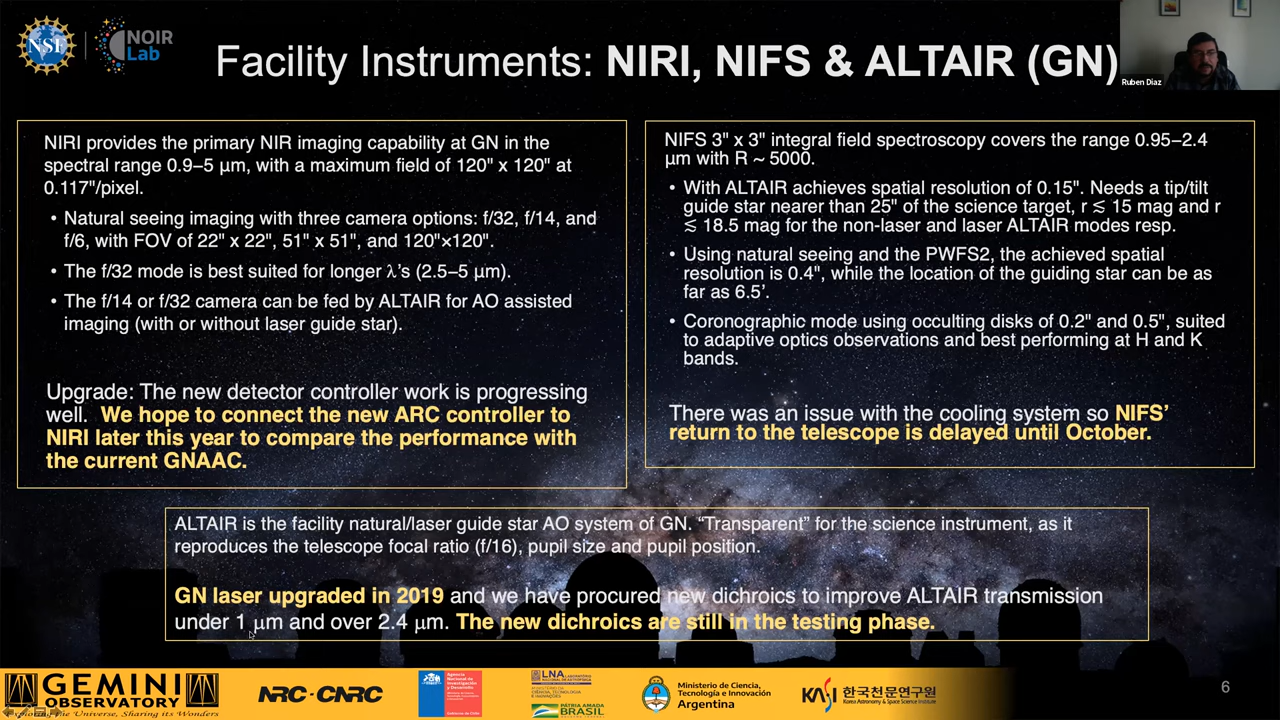 NSF
NOIR
Lab
Facility Instruments: NIRI, NIFS & ALTAIR (GN)
Ruben Diaz
NIRI provides the primary NIR imaging capability at GN in the
spectral range 0.9–5 μm, with a maximum field of 120" x 120" at
0.117"/pixel.
• Natural seeing imaging with three camera options: f/32, f/14, and
f/6, with FOV of 22" x 22", 51" x 51", and 120"×120".
• The f/32 mode is best suited for longer λ's (2.5–5 μm).
• The f/14 or f/32 camera can be fed by ALTAIR for AO assisted
imaging (with or without laser guide star).
Upgrade: The new detector controller work is progressing
well. We hope to connect the new ARC controller to
NIRI later this year to compare the performance with
the current GNAAC.
NIFS 3" x 3" integral field spectroscopy covers the range 0.95–2.4
μm with R ~ 5000.
• With ALTAIR achieves spatial resolution of 0.15". Needs a tip/tilt
guide star nearer than 25" of the science target, r ≲ 15 mag and r
≲ 18.5 mag for the non-laser and laser ALTAIR modes resp.
• Using natural seeing and the PWFS2, the achieved spatial
resolution is 0.4", while the location of the guiding star can be as
far as 6.5'.
• Coronographic mode using occulting disks of 0.2" and 0.5", suited
to adaptive optics observations and best performing at H and K
bands.
There was an issue with the cooling system so NIFS'
return to the telescope is delayed until October.
ALTAIR is the facility natural/laser guide star AO system of GN. “Transparent” for the science instrument, as it
reproduces the telescope focal ratio (f/16), pupil size and pupil position.
GN laser upgraded in 2019 and we have procured new dichroics to improve ALTAIR transmission
under 1 μm and over 2.4 μm. The new dichroics are still in the testing phase.
GEMINI
OBSERVATORY
Exploring the Universe, Sharing its Wonders
NRC·CNRC
LNA
PÁTRIA AMADA
BRASIL
Ministerio de Ciencia,
Tecnología e Innovación
Argentina
KASI 한국천문연구원
Korea Astronomy & Space Science Institute
6